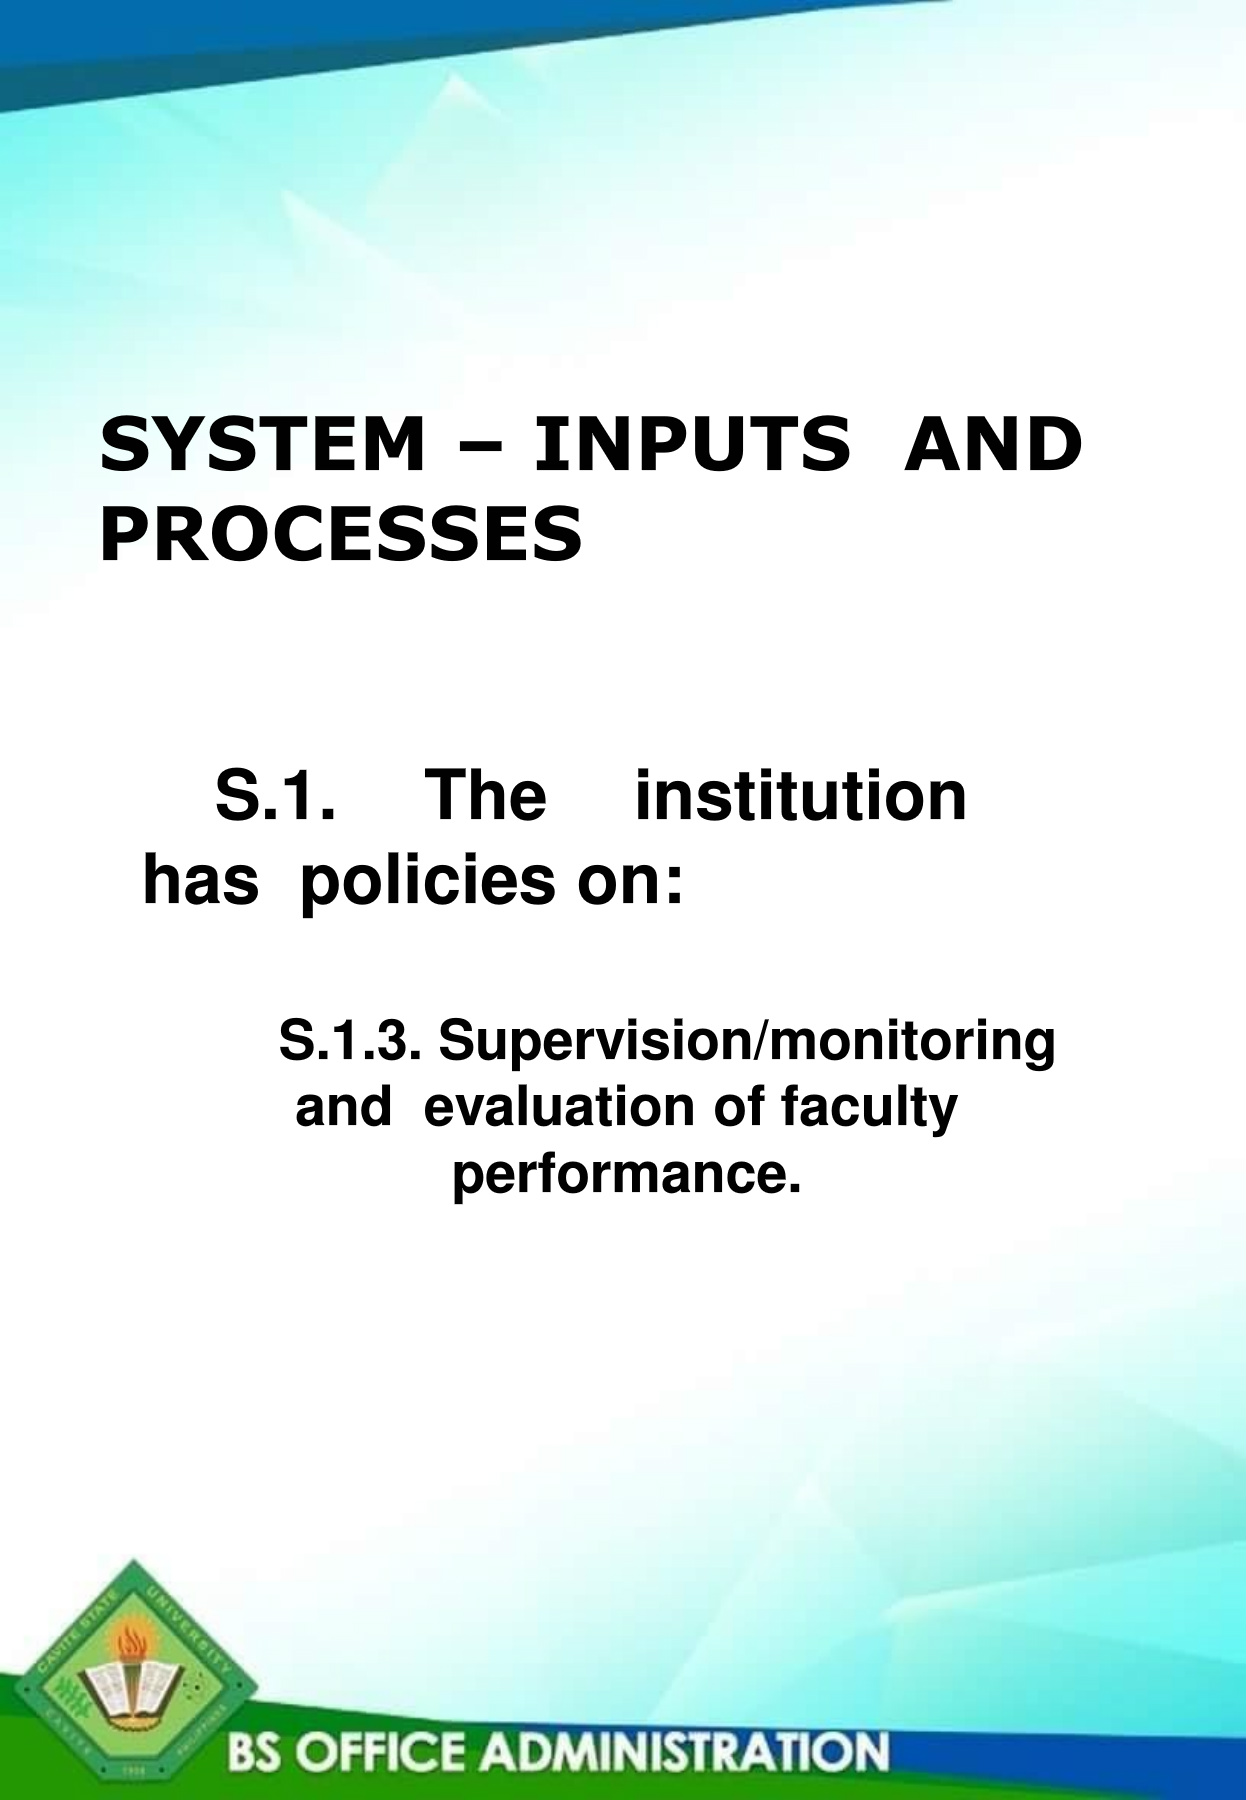 SYSTEM – INPUTS AND
PROCESSES
S.1. The institution
has policies on:
S.1.3. Supervision/monitoring
and evaluation of faculty
performance.
CAVITE STATE UNIVERSITY
CAVITE PHILIPPINES
1906
BS OFFICE ADMINISTRATION